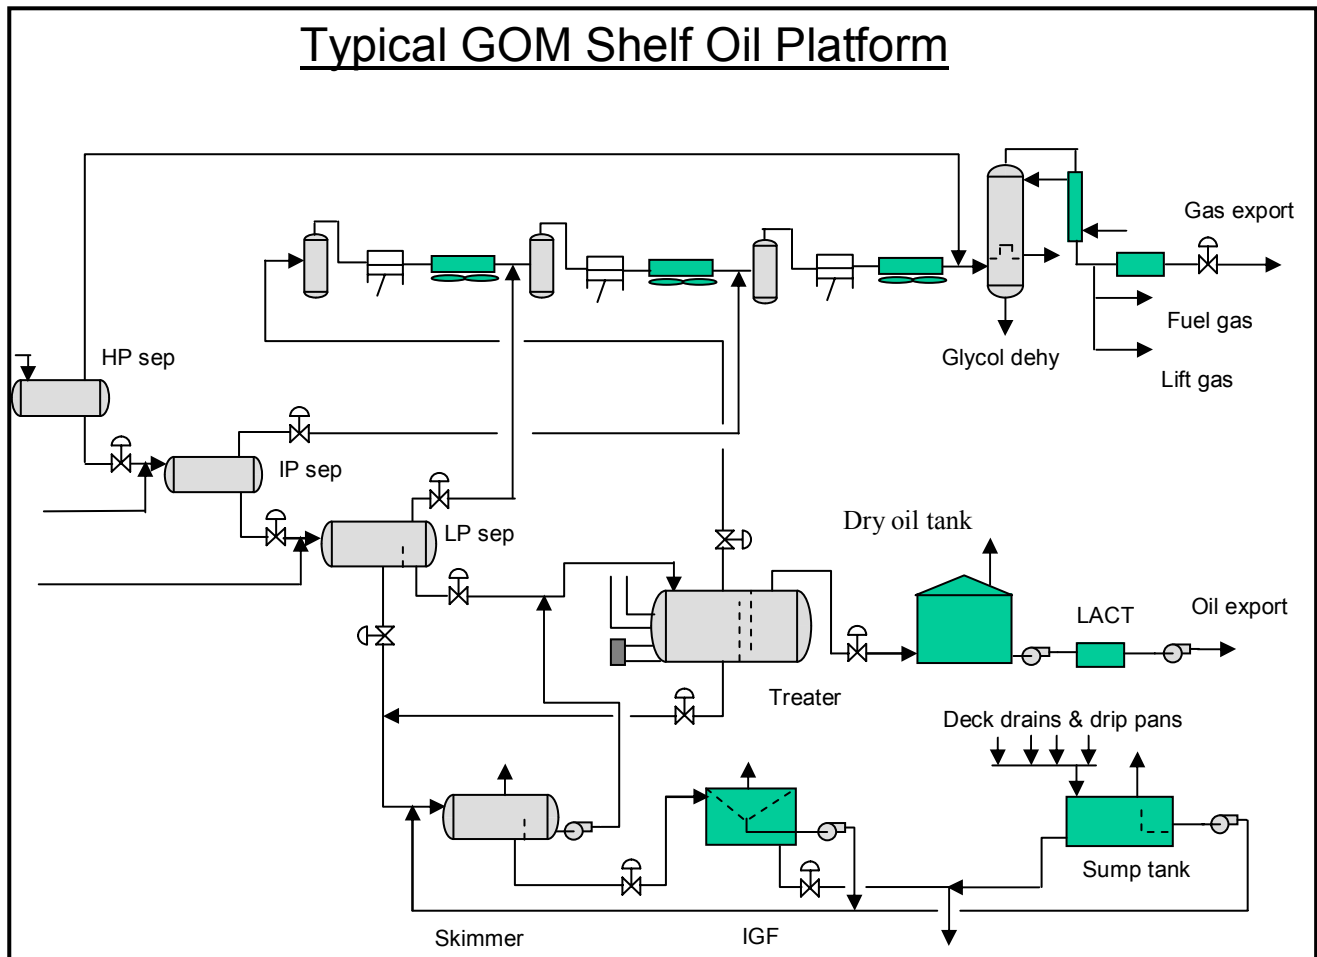 Typical GOM Shelf Oil Platform
Gas export
Fuel gas
Glycol dehy
Lift gas
HP sep
IP sep
LP sep
Dry oil tank
LACT
Oil export
Treater
Deck drains & drip pans
Sump tank
Skimmer
IGF